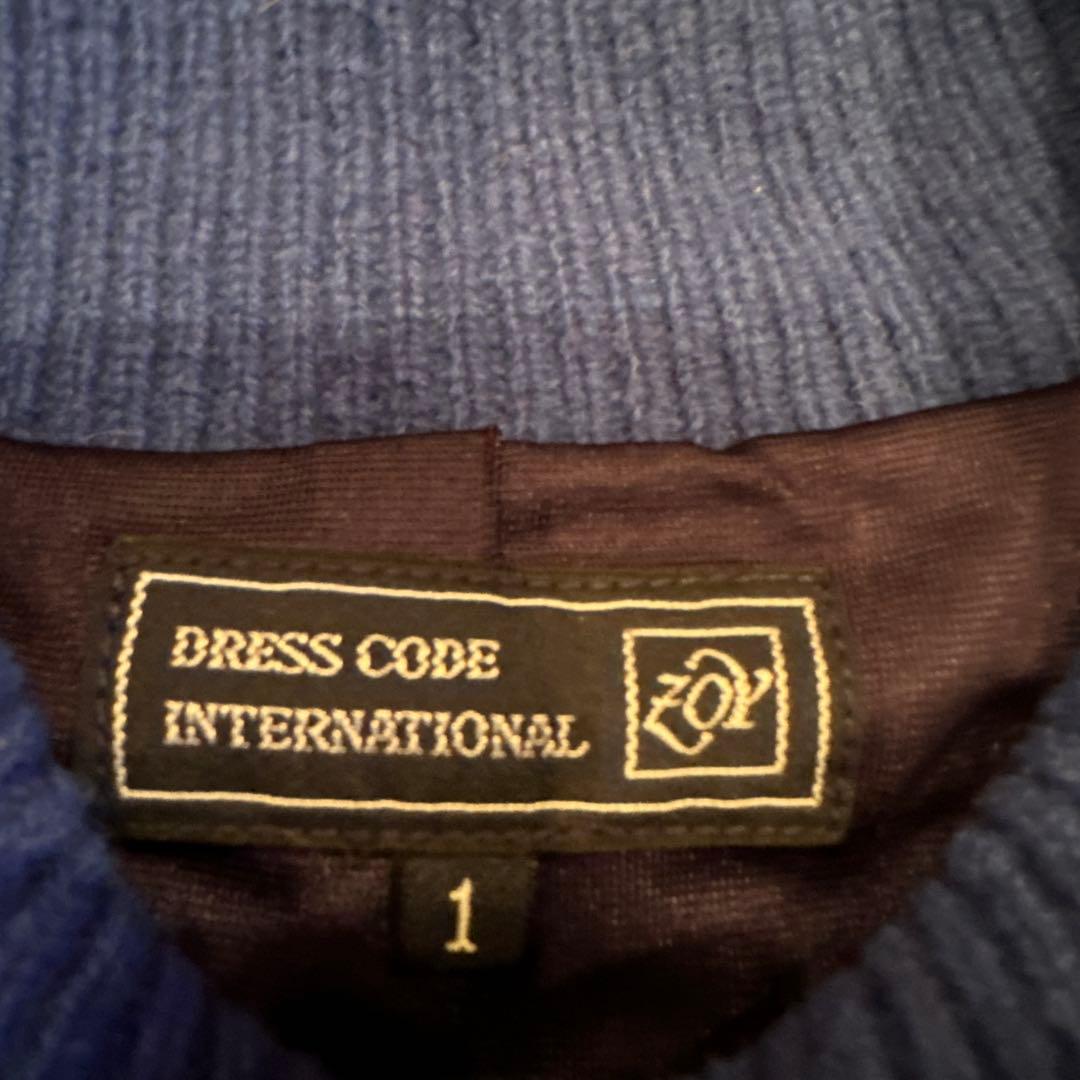 DRESS CODE
INTERNATIONAL
ZOY
1